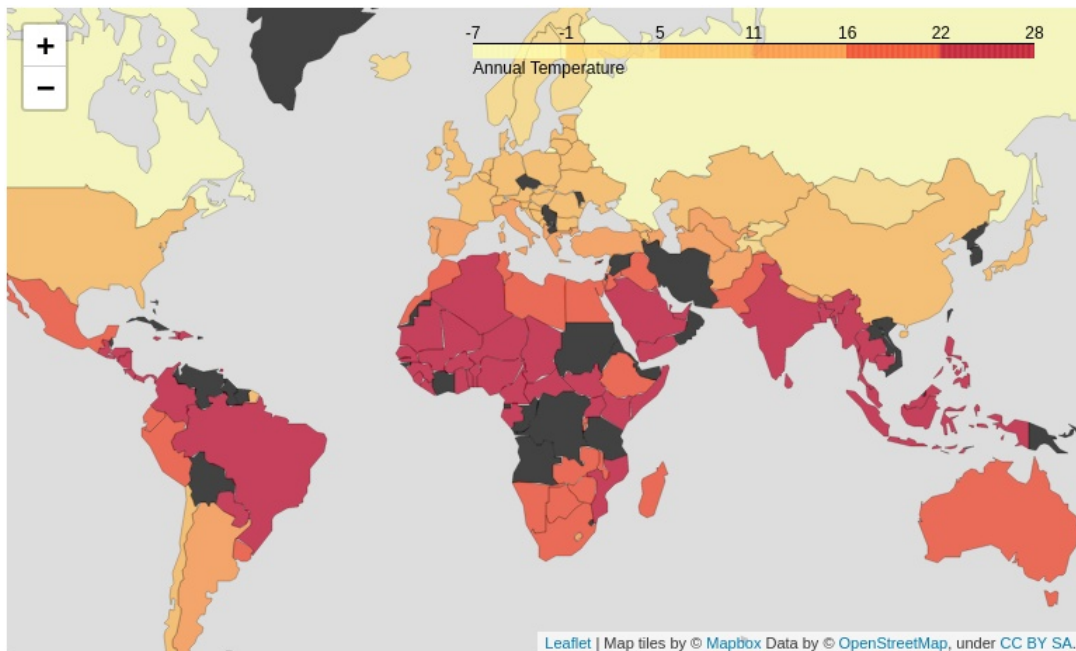 +
−
-7 -1 5 11 16 22 28
Annual Temperature
Leaflet | Map tiles by © Mapbox Data by © OpenStreetMap, under CC BY SA.